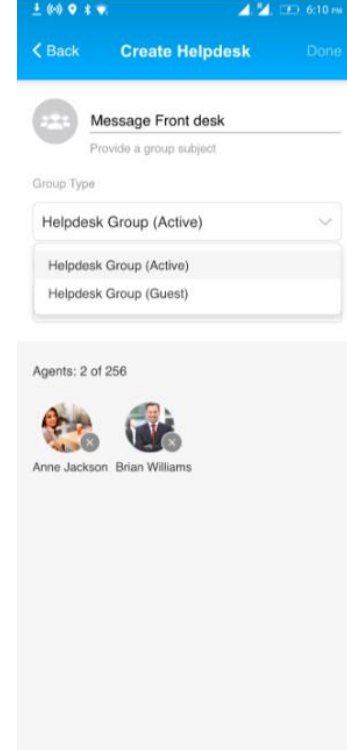 6:10 PM
Back Create Helpdesk Done
Message Front desk
Provide a group subject
Group Type
Helpdesk Group (Active)
Helpdesk Group (Active)
Helpdesk Group (Guest)
Agents: 2 of 256
Anne Jackson Brian Williams